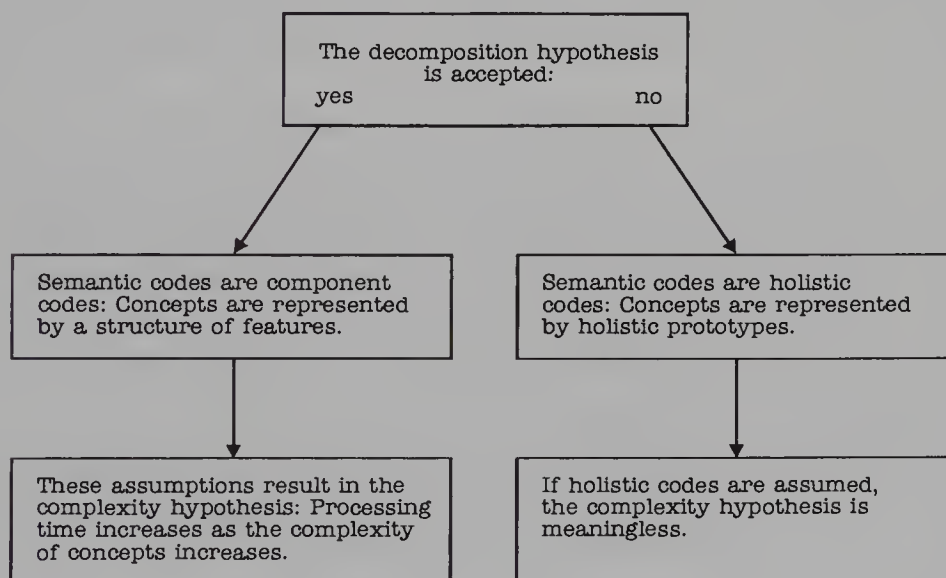 The decomposition hypothesis
is accepted:
yes no
Semantic codes are component
codes: Concepts are represented
by a structure of features.
Semantic codes are holistic
codes: Concepts are represented
by holistic prototypes.
These assumptions result in the
complexity hypothesis: Processing
time increases as the complexity
of concepts increases.
If holistic codes are assumed,
the complexity hypothesis is
meaningless.